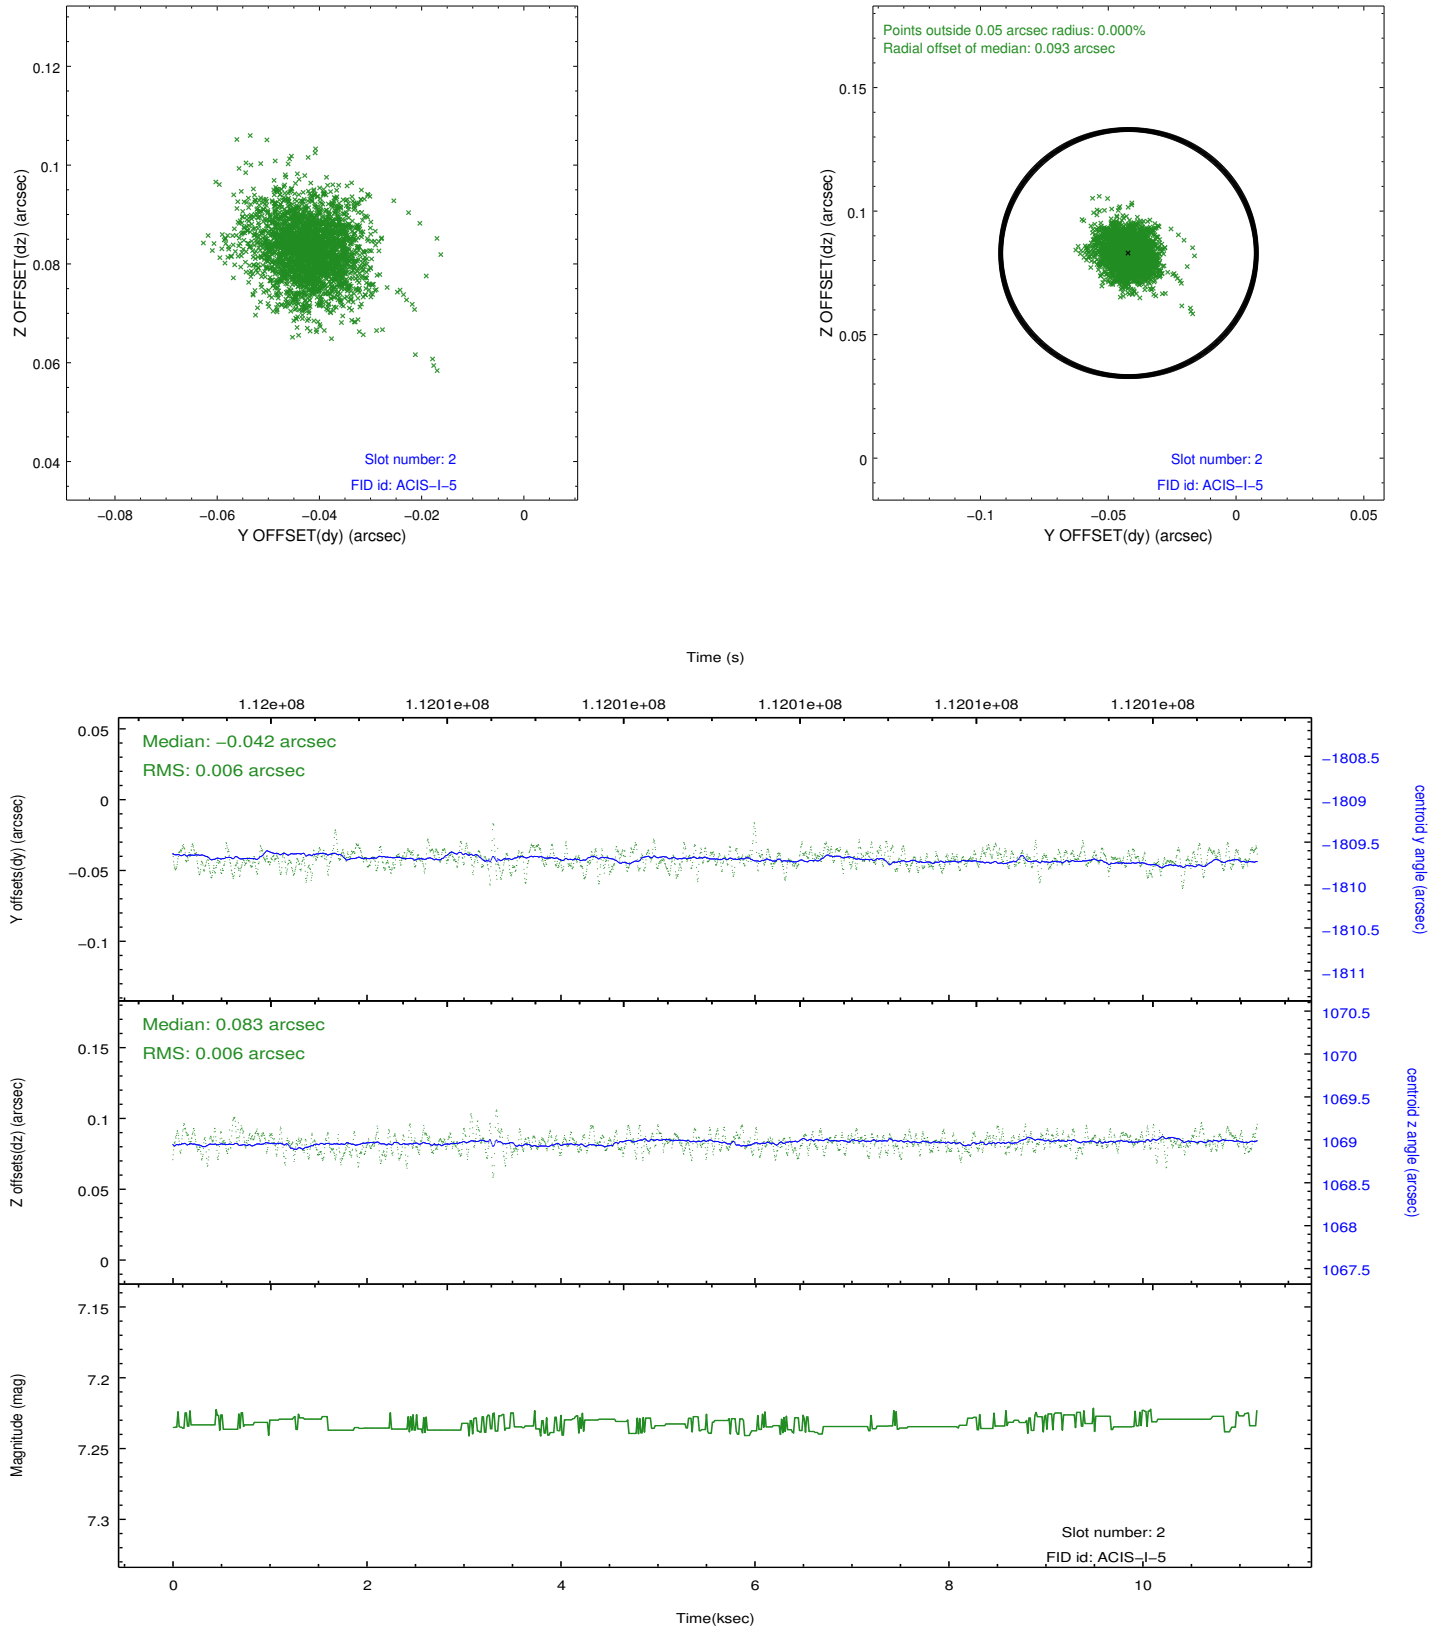 0.12
0.1
0.08
0.06
0.04
Z OFFSET(dz) (arcsec)
Slot number: 2
FID id: ACIS−I−5
−0.08 −0.06 −0.04 −0.02 0
Y OFFSET(dy) (arcsec)
Points outside 0.05 arcsec radius: 0.000%
Radial offset of median: 0.093 arcsec
0.15
0.1
0.05
0
Z OFFSET(dz) (arcsec)
Slot number: 2
FID id: ACIS−I−5
−0.1 −0.05 0 0.05
Y OFFSET(dy) (arcsec)
Time (s)
1.12e+08 1.1201e+08 1.1201e+08 1.1201e+08 1.1201e+08 1.1201e+08
Median: −0.042 arcsec
RMS: 0.006 arcsec
0.05
0
−0.05
−0.1
Y offsets(dy) (arcsec)
−1808.5
−1809
−1809.5
−1810
−1810.5
−1811
centroid y angle (arcsec)
Median: 0.083 arcsec
RMS: 0.006 arcsec
0.15
0.1
0.05
0
Z offsets(dz) (arcsec)
1070.5
1070
1069.5
1069
1068.5
1068
1067.5
centroid z angle (arcsec)
7.15
7.2
7.25
7.3
Magnitude (mag)
Slot number: 2
FID id: ACIS−I−5
0 2 4 6 8 10
Time(ksec)